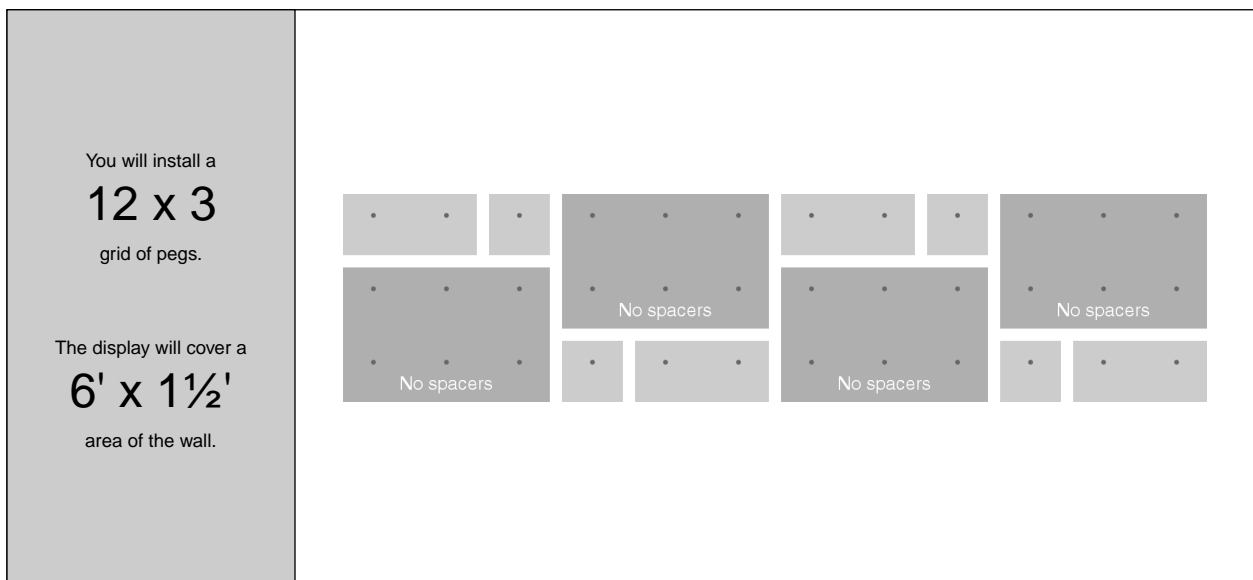 You will install a
12 x 3
grid of pegs.
The display will cover a
6' x 1½'
area of the wall.
No spacers
No spacers
No spacers
No spacers